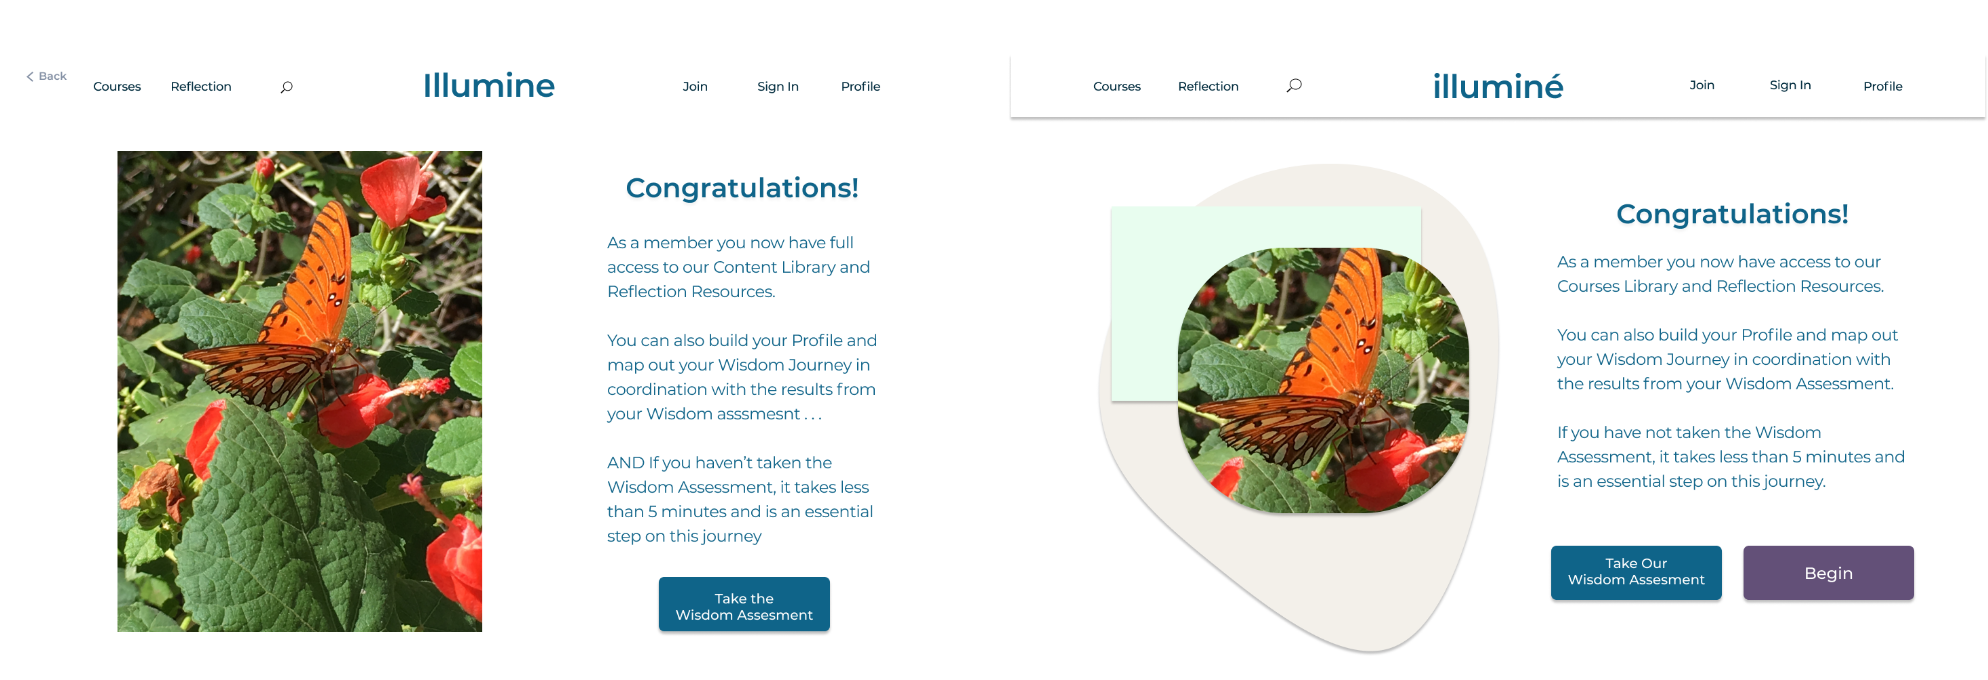 Back
Courses
Reflection
Illumine
Join
Sign In
Profile
Congratulations!
As a member you now have full
access to our Content Library and
Reflection Resources.
You can also build your Profile and
map out your Wisdom Journey in
coordination with the results from
your Wisdom asssmesnt . . .
AND If you haven’t taken the
Wisdom Assessment, it takes less
than 5 minutes and is an essential
step on this journey
Take the
Wisdom Assesment
Courses
Reflection
illuminé
Join
Sign In
Profile
Congratulations!
As a member you now have access to our
Courses Library and Reflection Resources.
You can also build your Profile and map out
your Wisdom Journey in coordination with
the results from your Wisdom Assessment.
If you have not taken the Wisdom
Assessment, it takes less than 5 minutes and
is an essential step on this journey.
Take Our
Wisdom Assesment
Begin